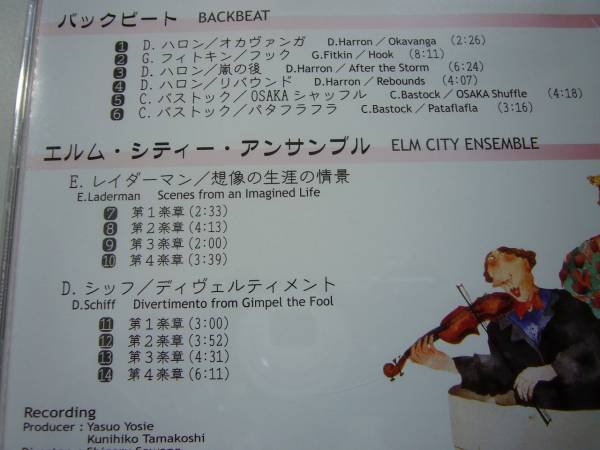 バックビート BACKBEAT
1 D. ハロン／オカヴァンガ D.Harron／Okavanga (2:26)
2 G. フィトキン／フック G.Fitkin／Hook (8:11)
3 D. ハロン／嵐の後 D.Harron／After the Storm (6:24)
4 D. ハロン／リバウンド D.Harron／Rebounds (4:07)
5 C. バストック／OSAKAシャッフル C.Bastock／OSAKA Shuffle (4:18)
6 C. バストック／パタフラフラ C.Bastock／Pataflafla (3:16)
エルム・シティー・アンサンブル ELM CITY ENSEMBLE
E. レイダーマン／想像の生涯の情景
E.Laderman Scenes from an Imagined Life
7 第1楽章(2:33)
8 第2楽章(4:13)
9 第3楽章(2:00)
10 第4楽章(3:39)
D. シッフ／ディヴェルティメント
D.Schiff Divertimento from Gimpel the Fool
11 第1楽章(3:00)
12 第2楽章(3:52)
13 第3楽章(4:31)
14 第4楽章(6:11)
Recording
Producer : Yasuo Yosie
Kunihiko Tamakoshi